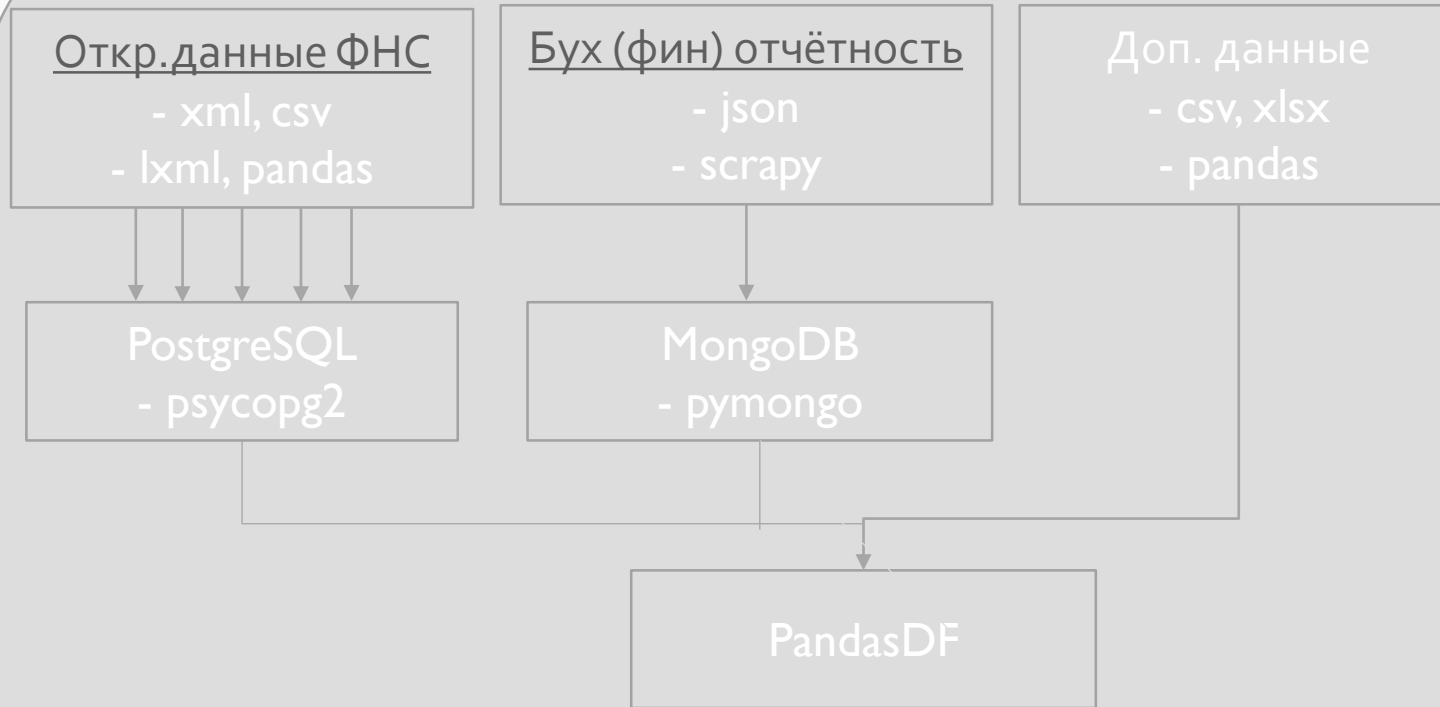 Откр.данные ФНС
- xml, csv
- lxml, pandas
Бух (фин) отчётность
- json
- scrapy
Доп. данные
- csv, xlsx
- pandas
PostgreSQL
- psycopg2
MongoDB
- pymongo
PandasDF